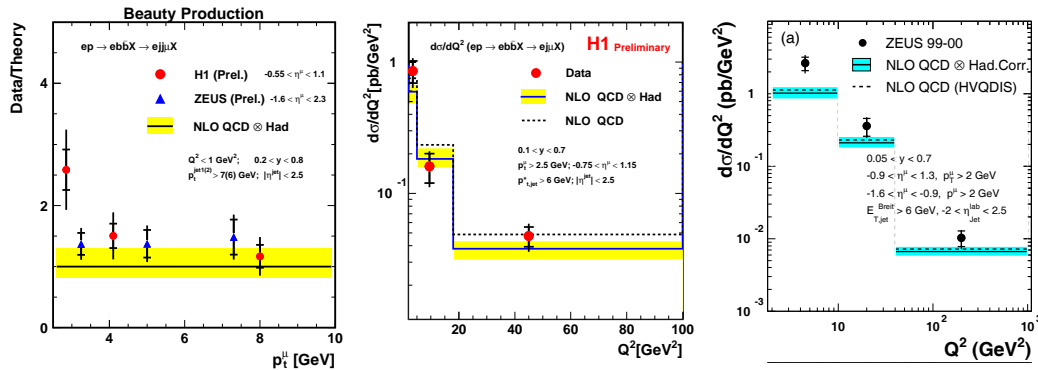 Beauty Production
ep → ebb̄X → ejjμX
H1 (Prel.) -0.55 < η^μ < 1.1
ZEUS (Prel.) -1.6 < η^μ < 2.3
NLO QCD ⊗ Had
Q² < 1 GeV²; 0.2 < y < 0.8
p_t^jet1(2) > 7(6) GeV; |η^jet| < 2.5
Data/Theory
0
2
4
2
4
6
8
10
p_t^μ [GeV]
dσ/dQ² (ep → ebb̄X → ejμX)
H1 Preliminary
Data
NLO QCD ⊗ Had
NLO QCD
0.1 < y < 0.7
p_t^μ > 2.5 GeV; -0.75 < η^μ < 1.15
p*_t,jet > 6 GeV; |η^jet| < 2.5
dσ/dQ² [pb/GeV²]
1
10⁻¹
20
40
60
80
100
Q²[GeV²]
(a)
ZEUS 99-00
NLO QCD ⊗ Had.Corr.
NLO QCD (HVQDIS)
0.05 < y < 0.7
-0.9 < η^μ < 1.3, p_t^μ > 2 GeV
-1.6 < η^μ < -0.9, p^μ > 2 GeV
E_T,jet^Breit > 6 GeV, -2 < η_Jet^lab < 2.5
dσ/dQ² (pb/GeV²)
10
1
10⁻¹
10⁻²
10⁻³
10
10²
10³
Q² (GeV²)